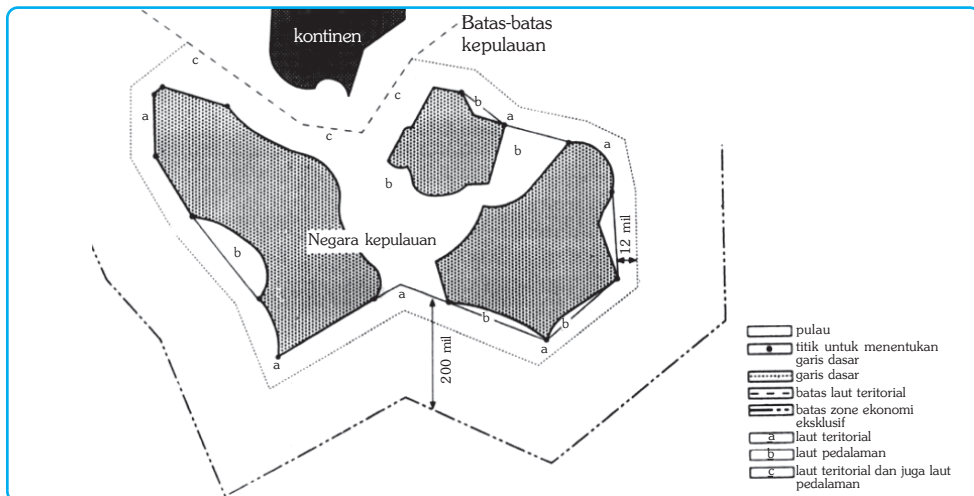 kontinen
Batas-batas
kepulauan
c
c
c
a
b
a
b
a
b
b
Negara kepulauan
12 mil
a
b
b
a
a
200 mil
pulau
titik untuk menentukan
garis dasar
garis dasar
batas laut teritorial
batas zone ekonomi
eksklusif
a laut teritorial
b laut pedalaman
c laut teritorial dan juga laut
pedalaman